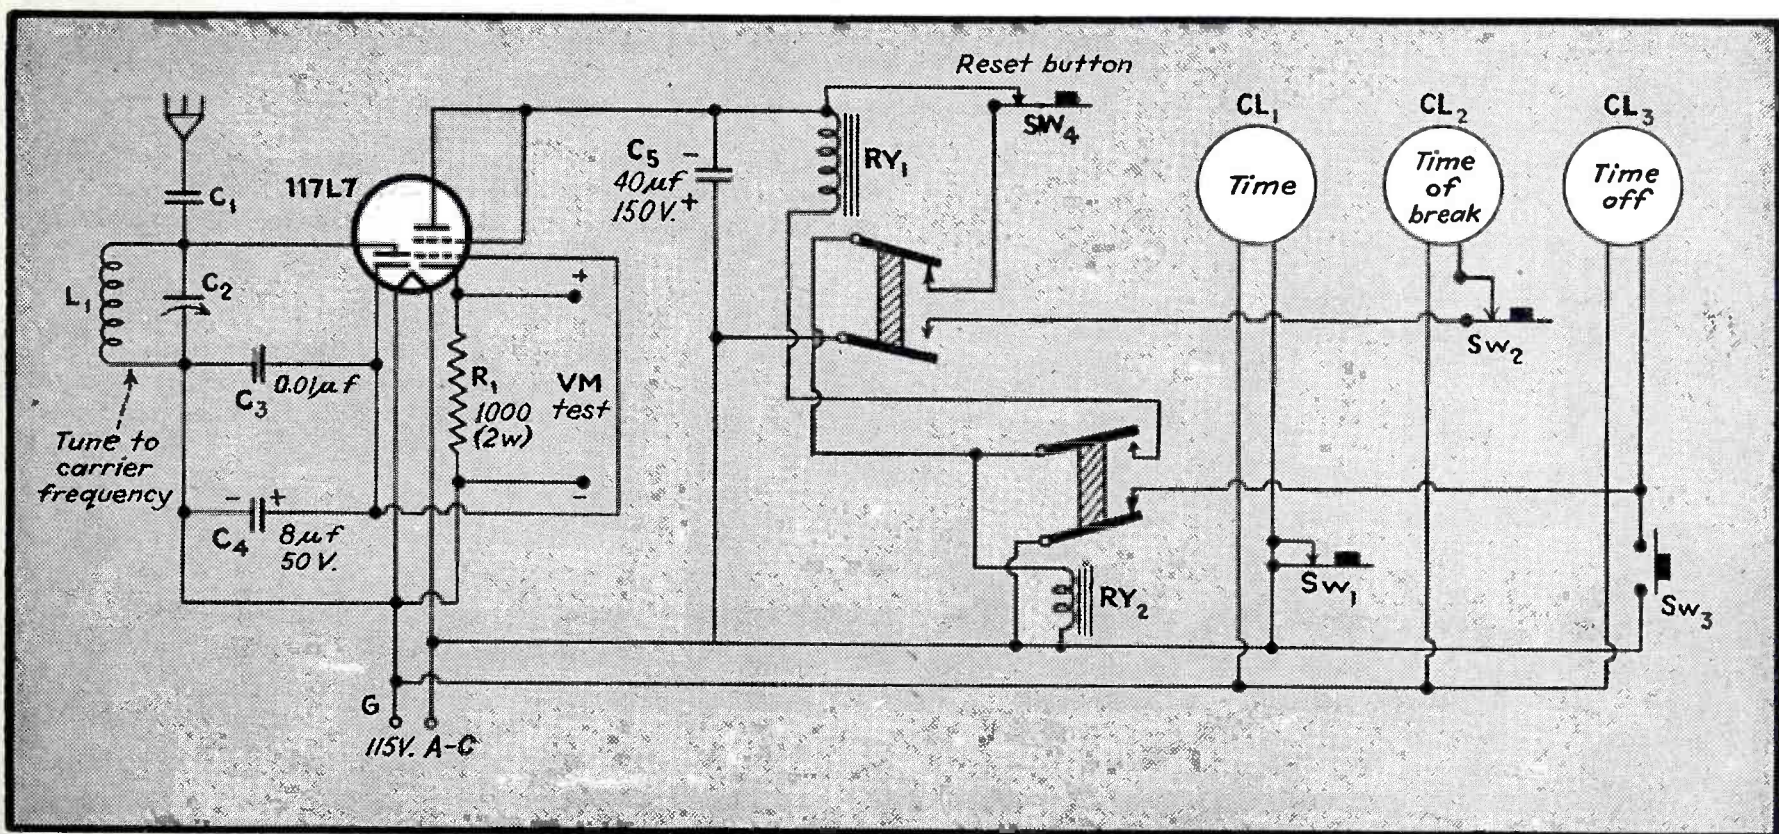 Reset button
SW4
CL1
CL2
CL3
Time
Time
of
break
Time
off
117L7
C1
C5
-
40µf
150V.
+
RY1
L1
C2
+
Sw2
C3
0.01µf
R1
1000
(2w)
VM
test
Tune to
carrier
frequency
-
+
C4
8µf
50V.
-
Sw1
RY2
Sw3
G
115V. A-C